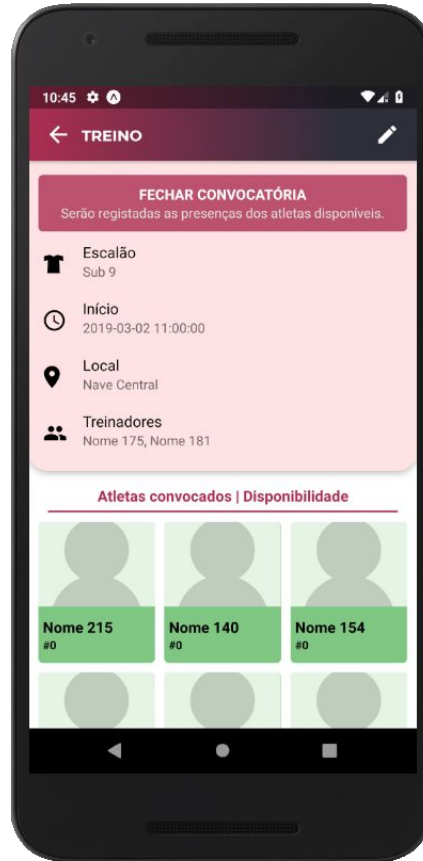 10:45
TREINO
FECHAR CONVOCATÓRIA
Serão registadas as presenças dos atletas disponíveis.
Escalão
Sub 9
Início
2019-03-02 11:00:00
Local
Nave Central
Treinadores
Nome 175, Nome 181
Atletas convocados | Disponibilidade
Nome 215
Nome 140
Nome 154
#0
#0
#0